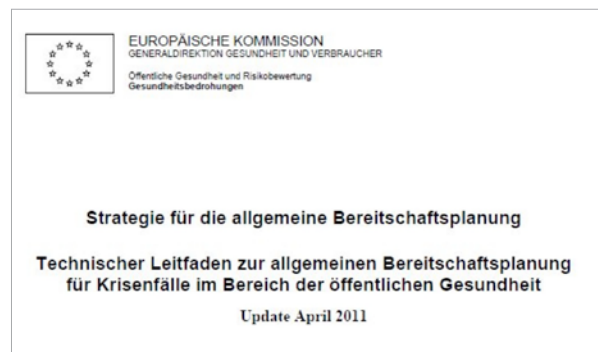 EUROPÄISCHE KOMMISSION
GENERALDIREKTION GESUNDHEIT UND VERBRAUCHER
Öffentliche Gesundheit und Risikobewertung
Gesundheitsbedrohungen
Strategie für die allgemeine Bereitschaftsplanung
Technischer Leitfaden zur allgemeinen Bereitschaftsplanung
für Krisenfälle im Bereich der öffentlichen Gesundheit
Update April 2011